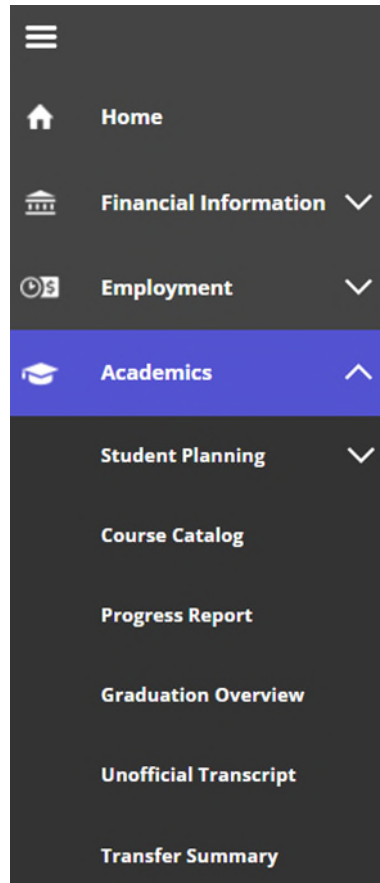 Home
Financial Information
$
Employment
Academics
Student Planning
Course Catalog
Progress Report
Graduation Overview
Unofficial Transcript
Transfer Summary